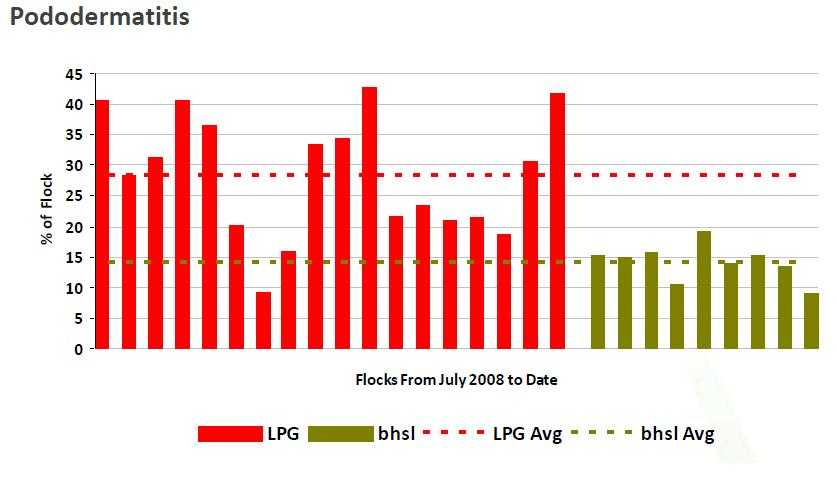 Pododermatitis
45
40
35
30
25
20
15
10
5
0
% of Flock
Flocks From July 2008 to Date
LPG bhsl LPG Avg bhsl Avg